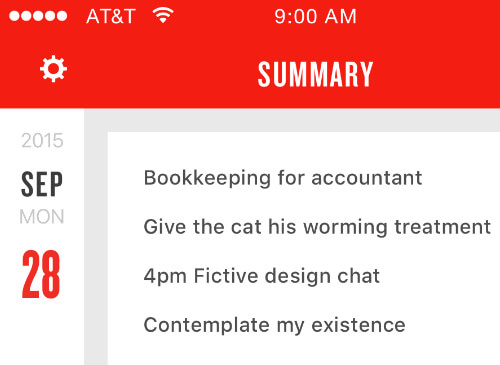 AT&T 9:00 AM
SUMMARY
2015
SEP
MON
28
Bookkeeping for accountant
Give the cat his worming treatment
4pm Fictive design chat
Contemplate my existence